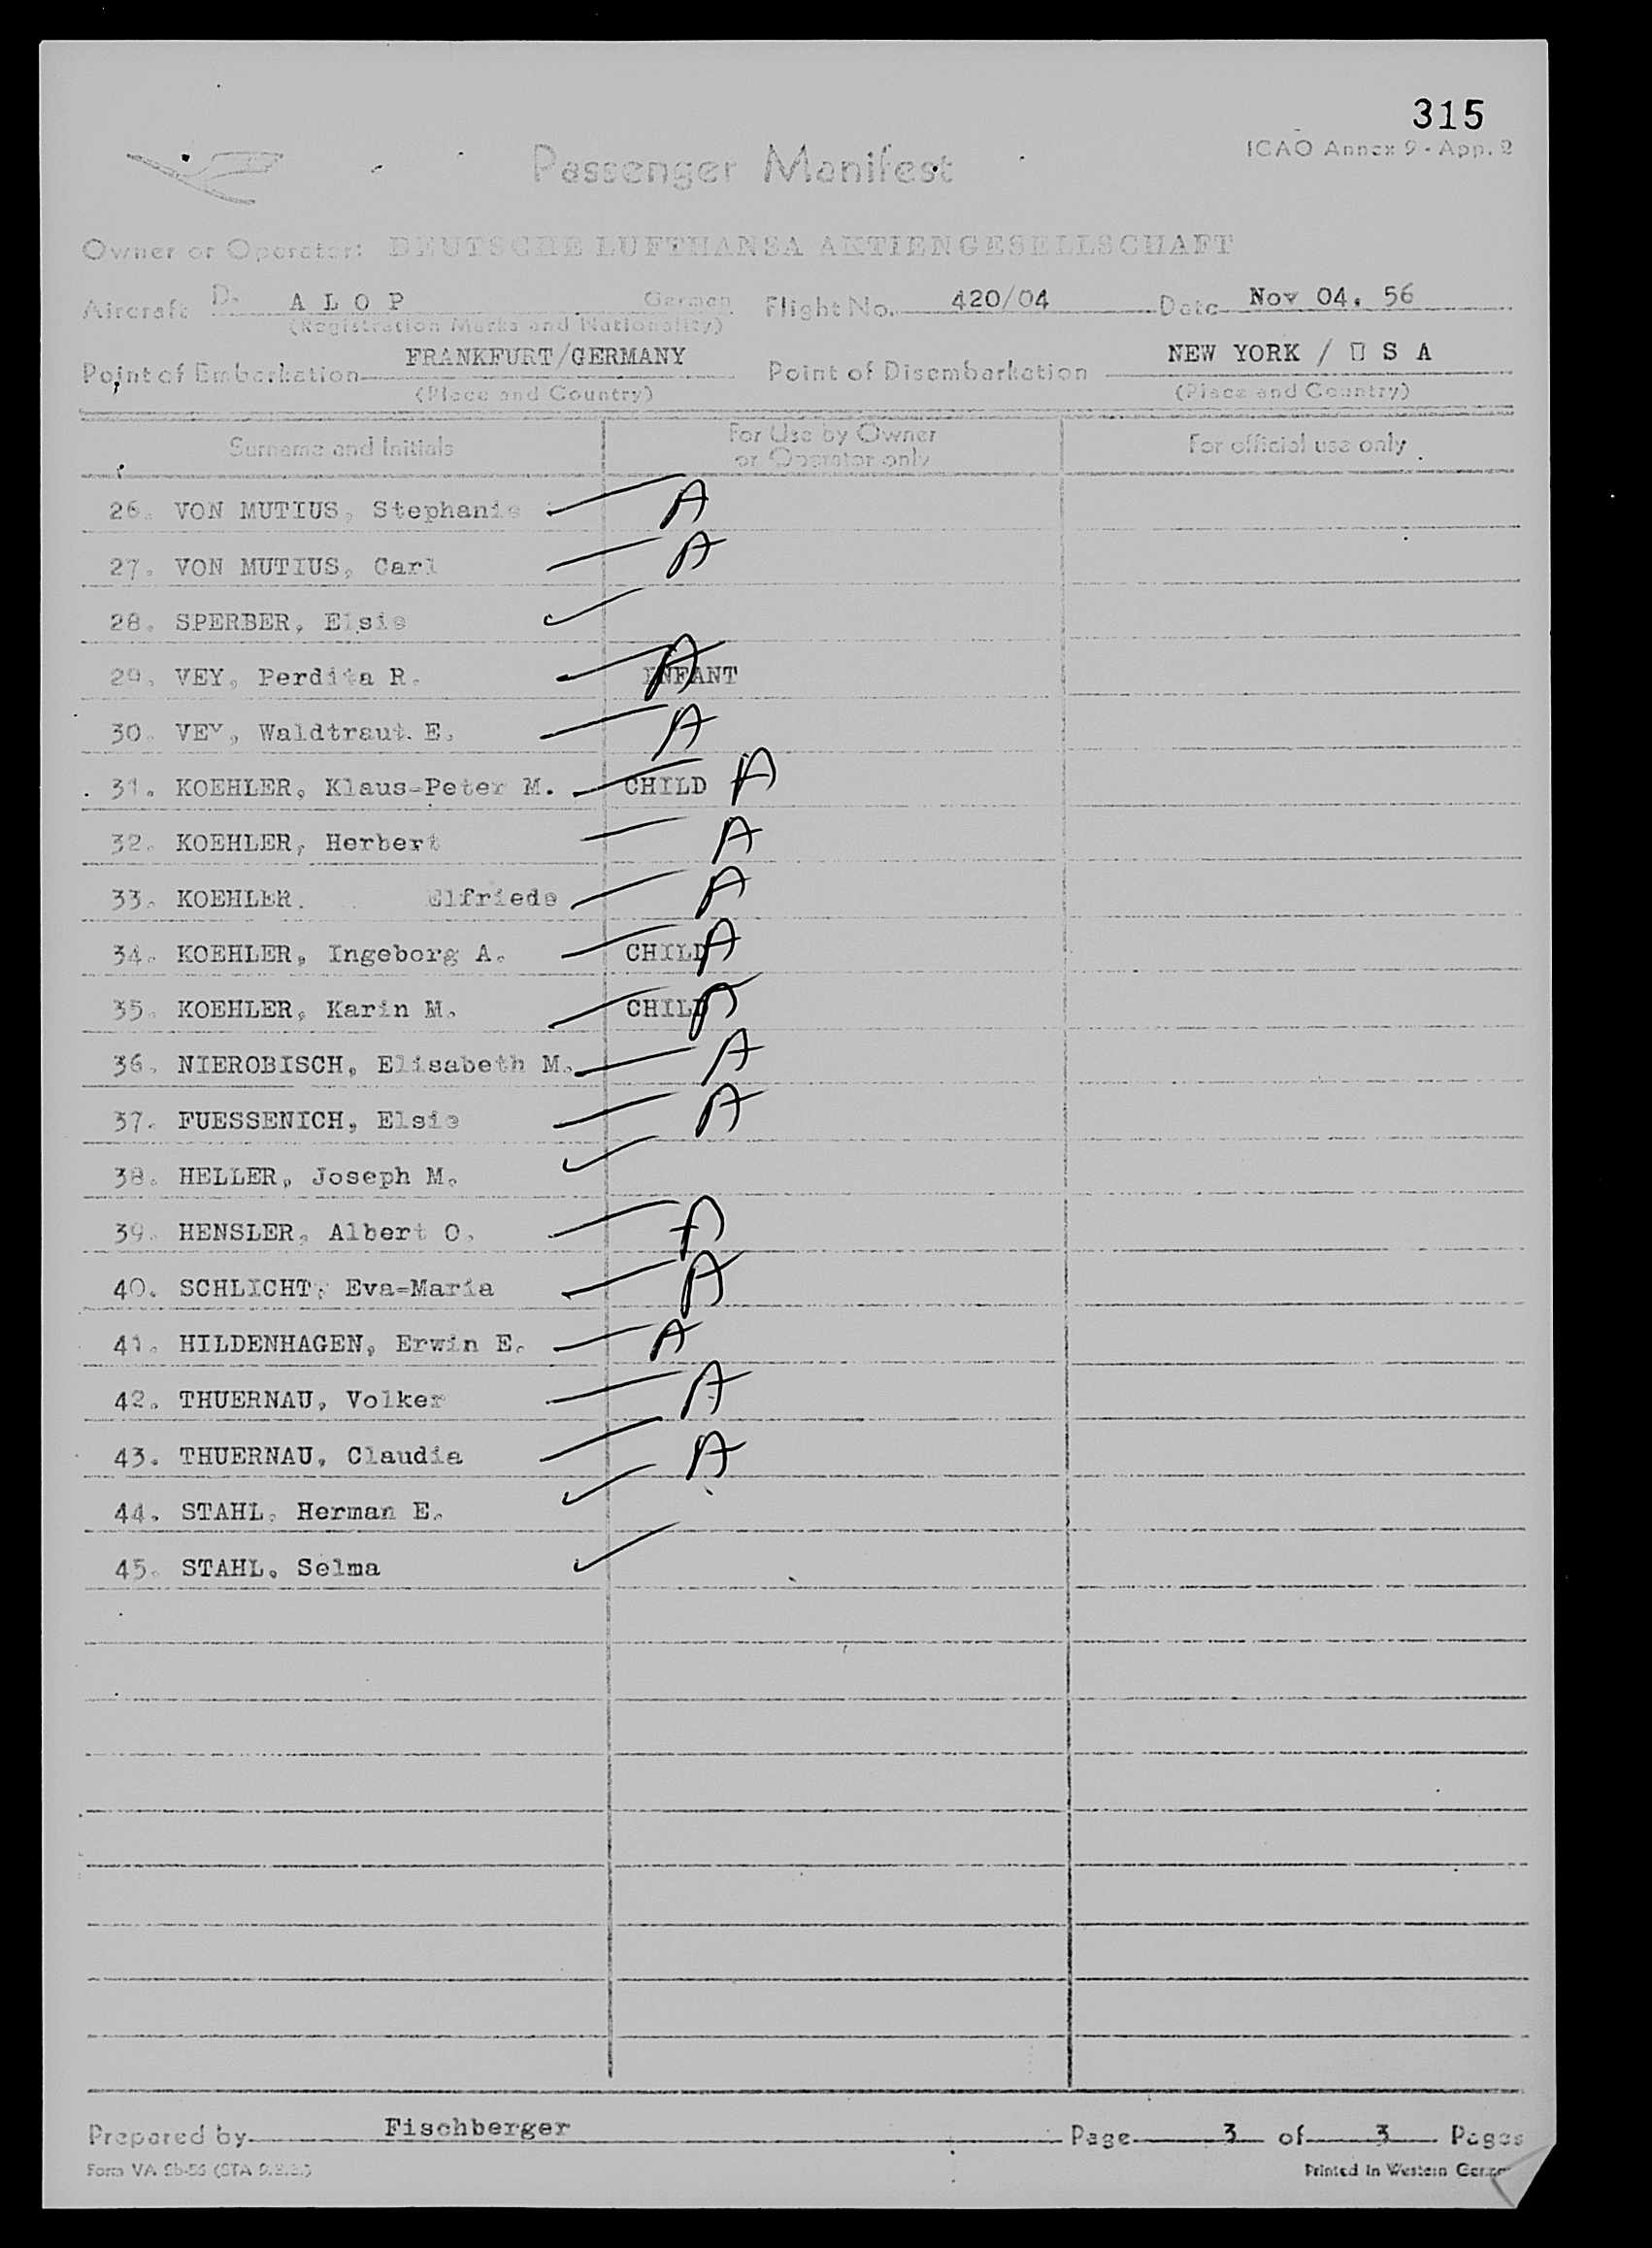 315
ICAO Annex 9 - App. 2
Passenger Manifest
Owner or Operator: DEUTSCHE LUFTHANSA AKTIENGESELLSCHAFT
Aircraft D- A L O P German Flight No. 420/04 Date Nov 04. 56
(Registration Marks and Nationality)
Point of Embarkation FRANKFURT/GERMANY Point of Disembarkation NEW YORK / U S A
(Place and Country) (Place and Country)
Surname and Initials For Use by Owner or Operator only For official use only
26. VON MUTIUS, Stephanie A
27. VON MUTIUS, Carl A
28. SPERBER, Elsie
29. VEY, Perdita R. INFANT A
30. VEY, Waldtraut E. A
31. KOEHLER, Klaus-Peter M. CHILD A
32. KOEHLER, Herbert A
33. KOEHLER. Elfriede A
34. KOEHLER, Ingeborg A. CHILD A
35. KOEHLER, Karin M. CHILD A
36. NIEROBISCH, Elisabeth M. A
37. FUESSENICH, Elsie A
38. HELLER, Joseph M.
39. HENSLER, Albert O. A
40. SCHLICHT, Eva-Maria A
41. HILDENHAGEN, Erwin E. A
42. THUERNAU, Volker A
43. THUERNAU, Claudia A
44. STAHL, Herman E.
45. STAHL. Selma
Prepared by Fischberger Page 3 of 3 Pages
Form VA
Printed in Western